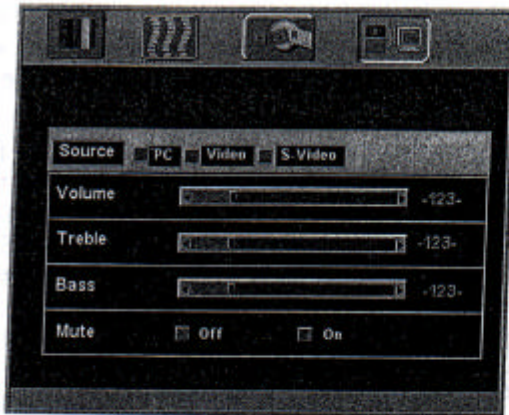 Source PC Video S-Video
Volume -123-
Treble -123-
Bass -123-
Mute Off On